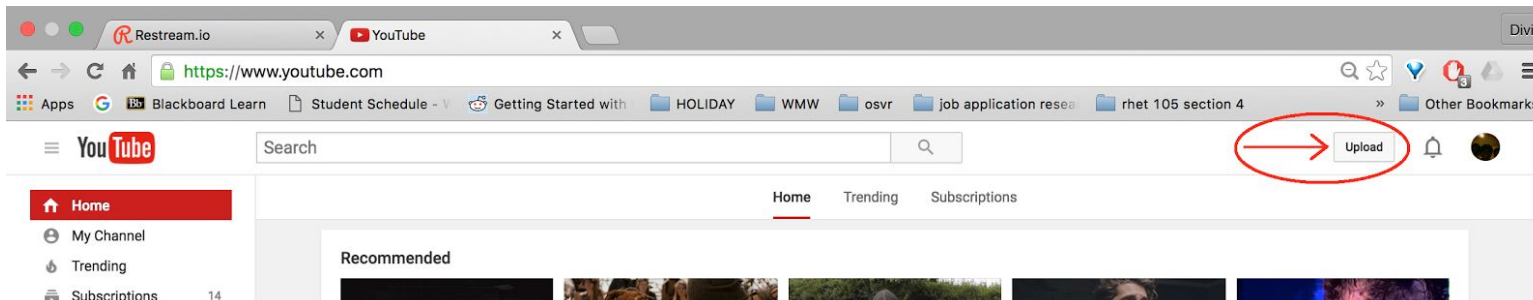 Restream.io × YouTube × Divi
https://www.youtube.com
3
Apps G Bb Blackboard Learn Student Schedule - Getting Started with HOLIDAY WMW osvr job application resea rhet 105 section 4 » Other Bookmarks
YouTube Search Upload
Home Home Trending Subscriptions
My Channel
Recommended
Trending
Subscriptions 14